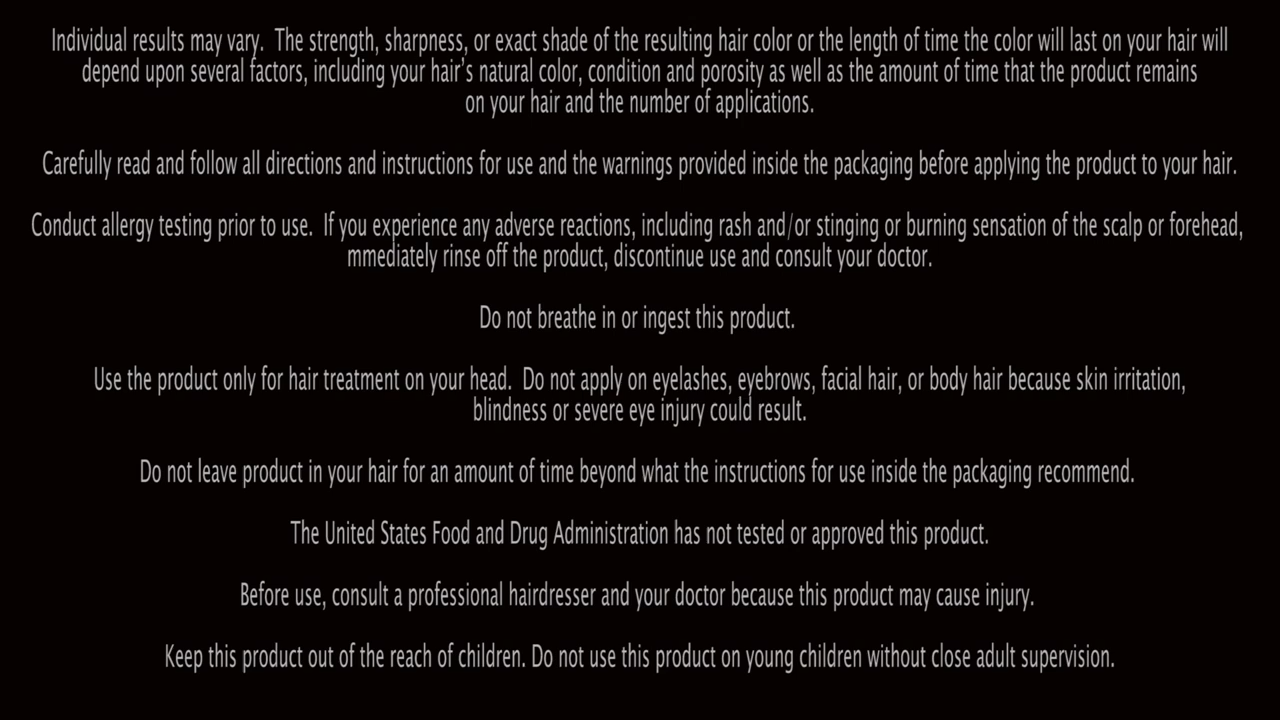 Individual results may vary.  The strength, sharpness, or exact shade of the resulting hair color or the length of time the color will last on your hair will
depend upon several factors, including your hair's natural color, condition and porosity as well as the amount of time that the product remains
on your hair and the number of applications.
Carefully read and follow all directions and instructions for use and the warnings provided inside the packaging before applying the product to your hair.
Conduct allergy testing prior to use.  If you experience any adverse reactions, including rash and/or stinging or burning sensation of the scalp or forehead,
mmediately rinse off the product, discontinue use and consult your doctor.
Do not breathe in or ingest this product.
Use the product only for hair treatment on your head.  Do not apply on eyelashes, eyebrows, facial hair, or body hair because skin irritation,
blindness or severe eye injury could result.
Do not leave product in your hair for an amount of time beyond what the instructions for use inside the packaging recommend.
The United States Food and Drug Administration has not tested or approved this product.
Before use, consult a professional hairdresser and your doctor because this product may cause injury.
Keep this product out of the reach of children. Do not use this product on young children without close adult supervision.